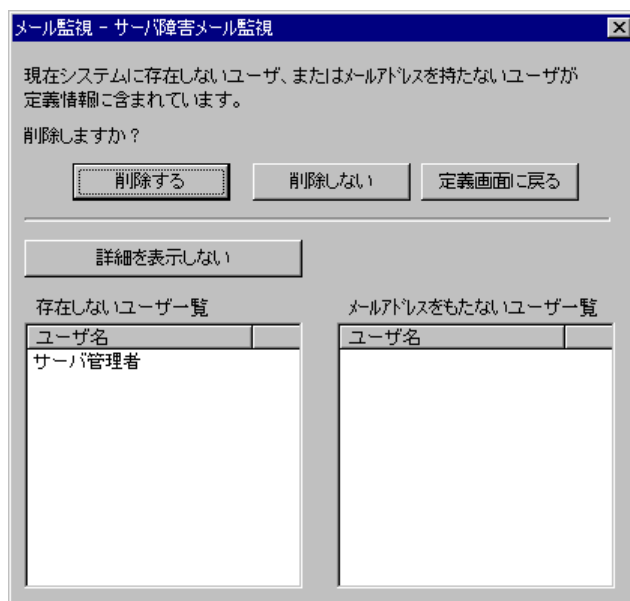 メール監視 - サーバ障害メール監視
現在システムに存在しないユーザ、またはﾒｰﾙｱﾄﾞﾚｽを持たないユーザが
定義情報に含まれています。
削除しますか？
削除する
削除しない
定義画面に戻る
詳細を表示しない
存在しないユーザ一覧
ﾒｰﾙｱﾄﾞﾚｽをもたないユーザ一覧
ユーザ名
ユーザ名
サーバ管理者